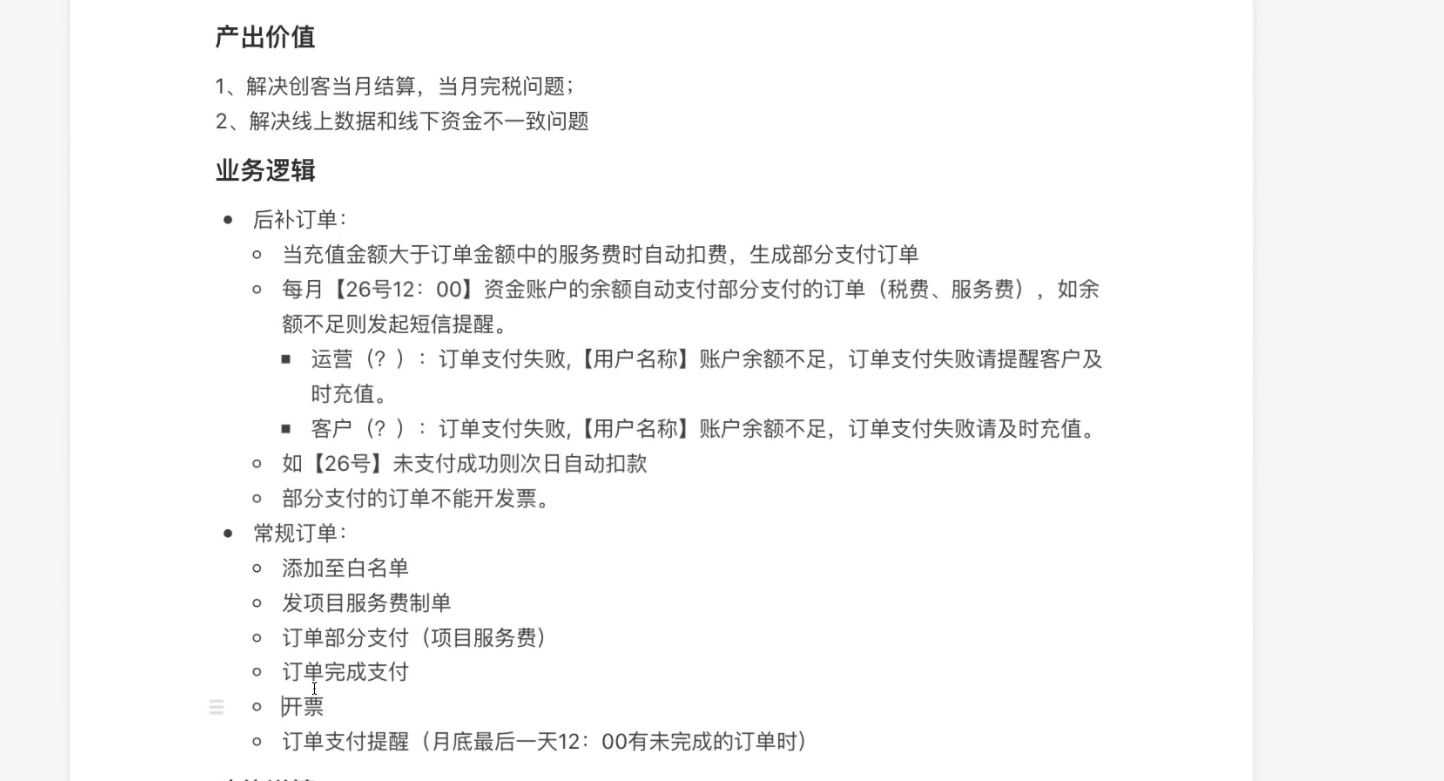 产出价值
1、解决创客当月结算，当月完税问题；
2、解决线上数据和线下资金不一致问题
业务逻辑
后补订单：
当充值金额大于订单金额中的服务费时自动扣费，生成部分支付订单
每月【26号12：00】资金账户的余额自动支付部分支付的订单（税费、服务费），如余
额不足则发起短信提醒。
运营（？）：订单支付失败,【用户名称】账户余额不足，订单支付失败请提醒客户及
时充值。
客户（？）：订单支付失败,【用户名称】账户余额不足，订单支付失败请及时充值。
如【26号】未支付成功则次日自动扣款
部分支付的订单不能开发票。
常规订单：
添加至白名单
发项目服务费制单
订单部分支付（项目服务费）
订单完成支付
开票
订单支付提醒（月底最后一天12：00有未完成的订单时）